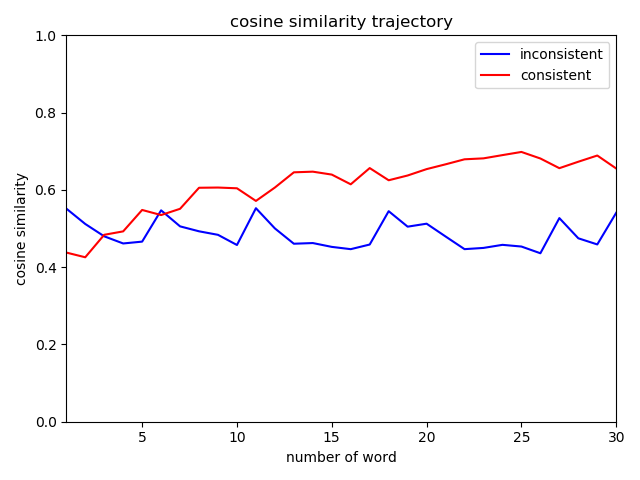 cosine similarity trajectory
1.0
0.8
0.6
0.4
0.2
0.0
cosine similarity
inconsistent
consistent
5
10
15
20
25
30
number of word